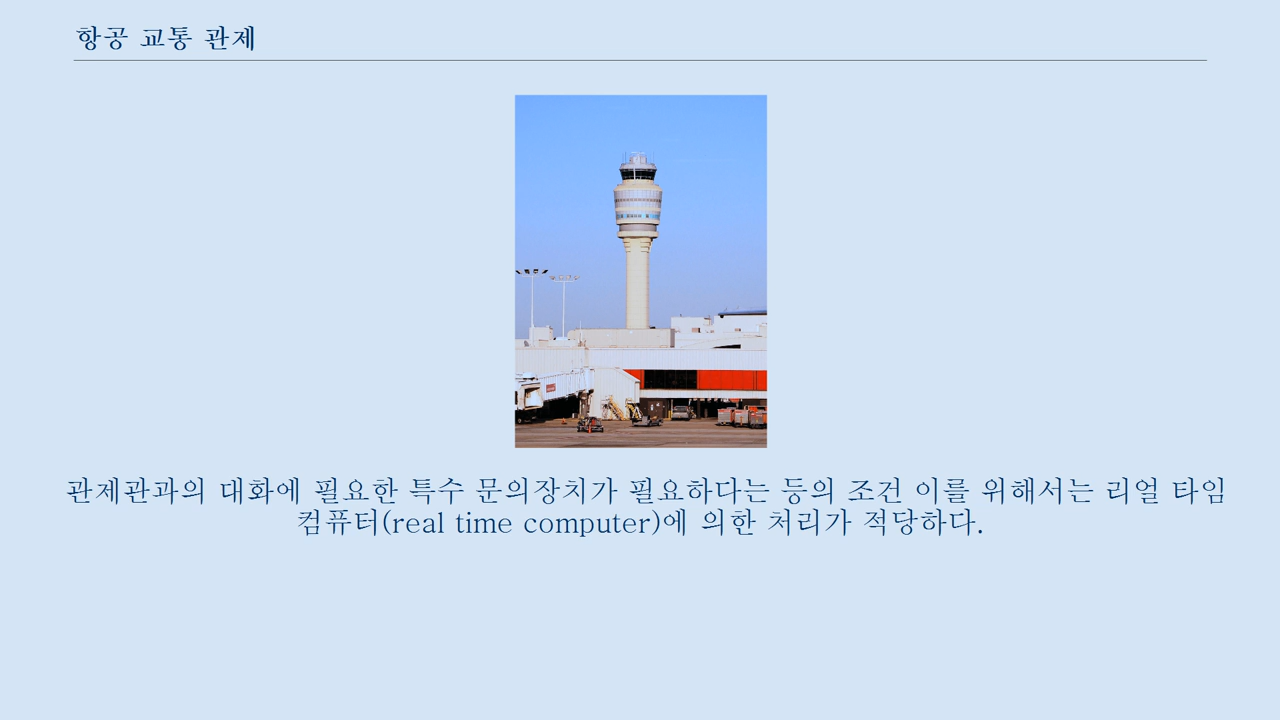 항공 교통 관제
관제관과의 대화에 필요한 특수 문의장치가 필요하다는 등의 조건 이를 위해서는 리얼 타임
컴퓨터(real time computer)에 의한 처리가 적당하다.